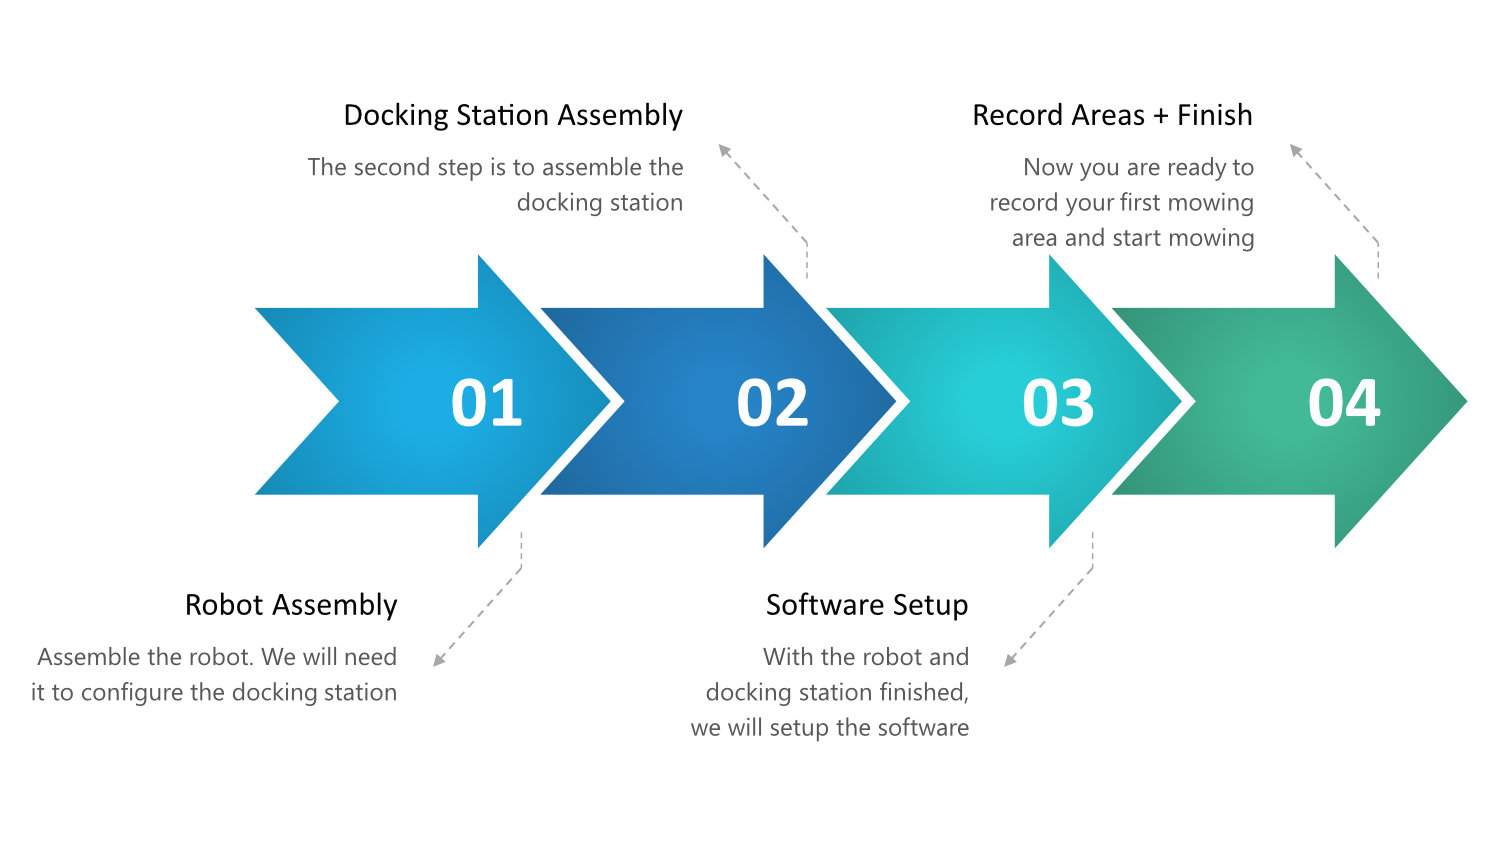 Docking Station Assembly
The second step is to assemble the
docking station
Record Areas + Finish
Now you are ready to
record your first mowing
area and start mowing
01
02
03
04
Robot Assembly
Assemble the robot. We will need
it to configure the docking station
Software Setup
With the robot and
docking station finished,
we will setup the software